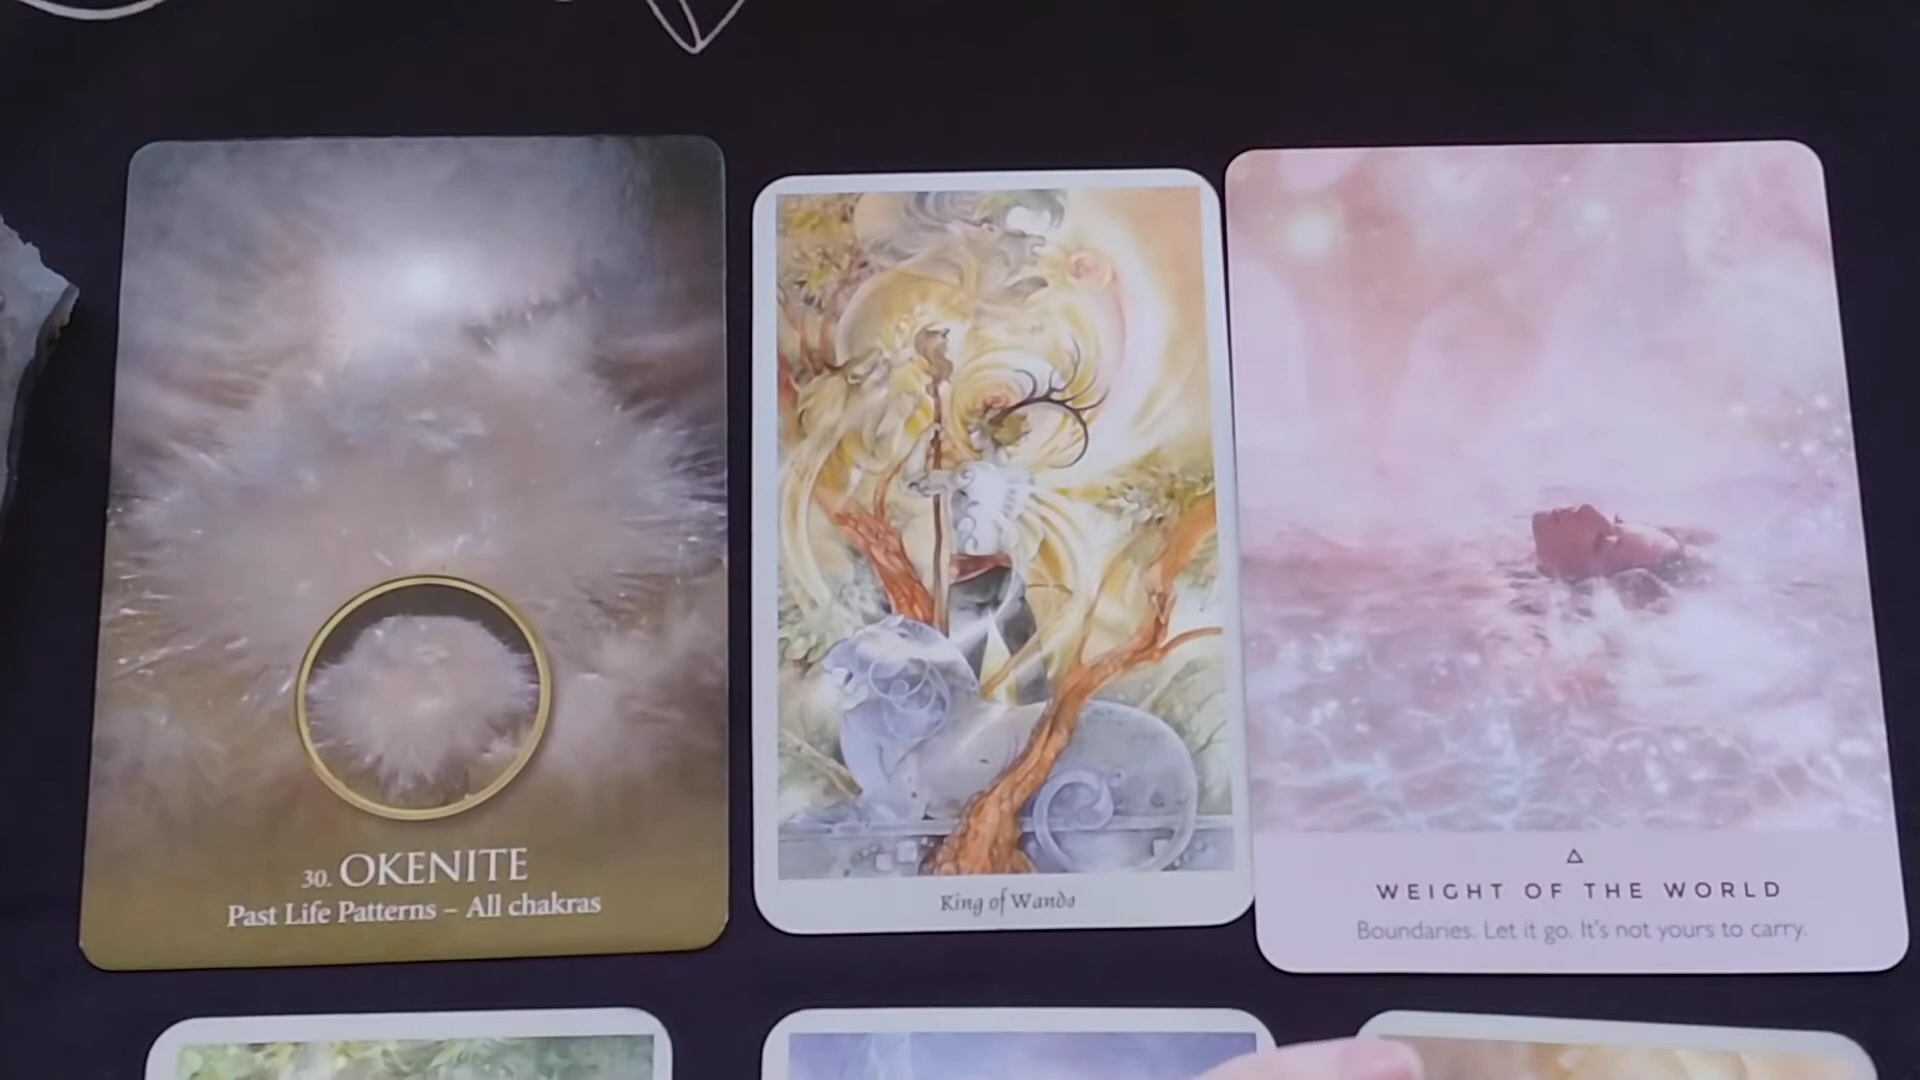 30. OKENITE
Past Life Patterns – All chakras
King of Wands
WEIGHT OF THE WORLD
Boundaries. Let it go. It's not yours to carry.